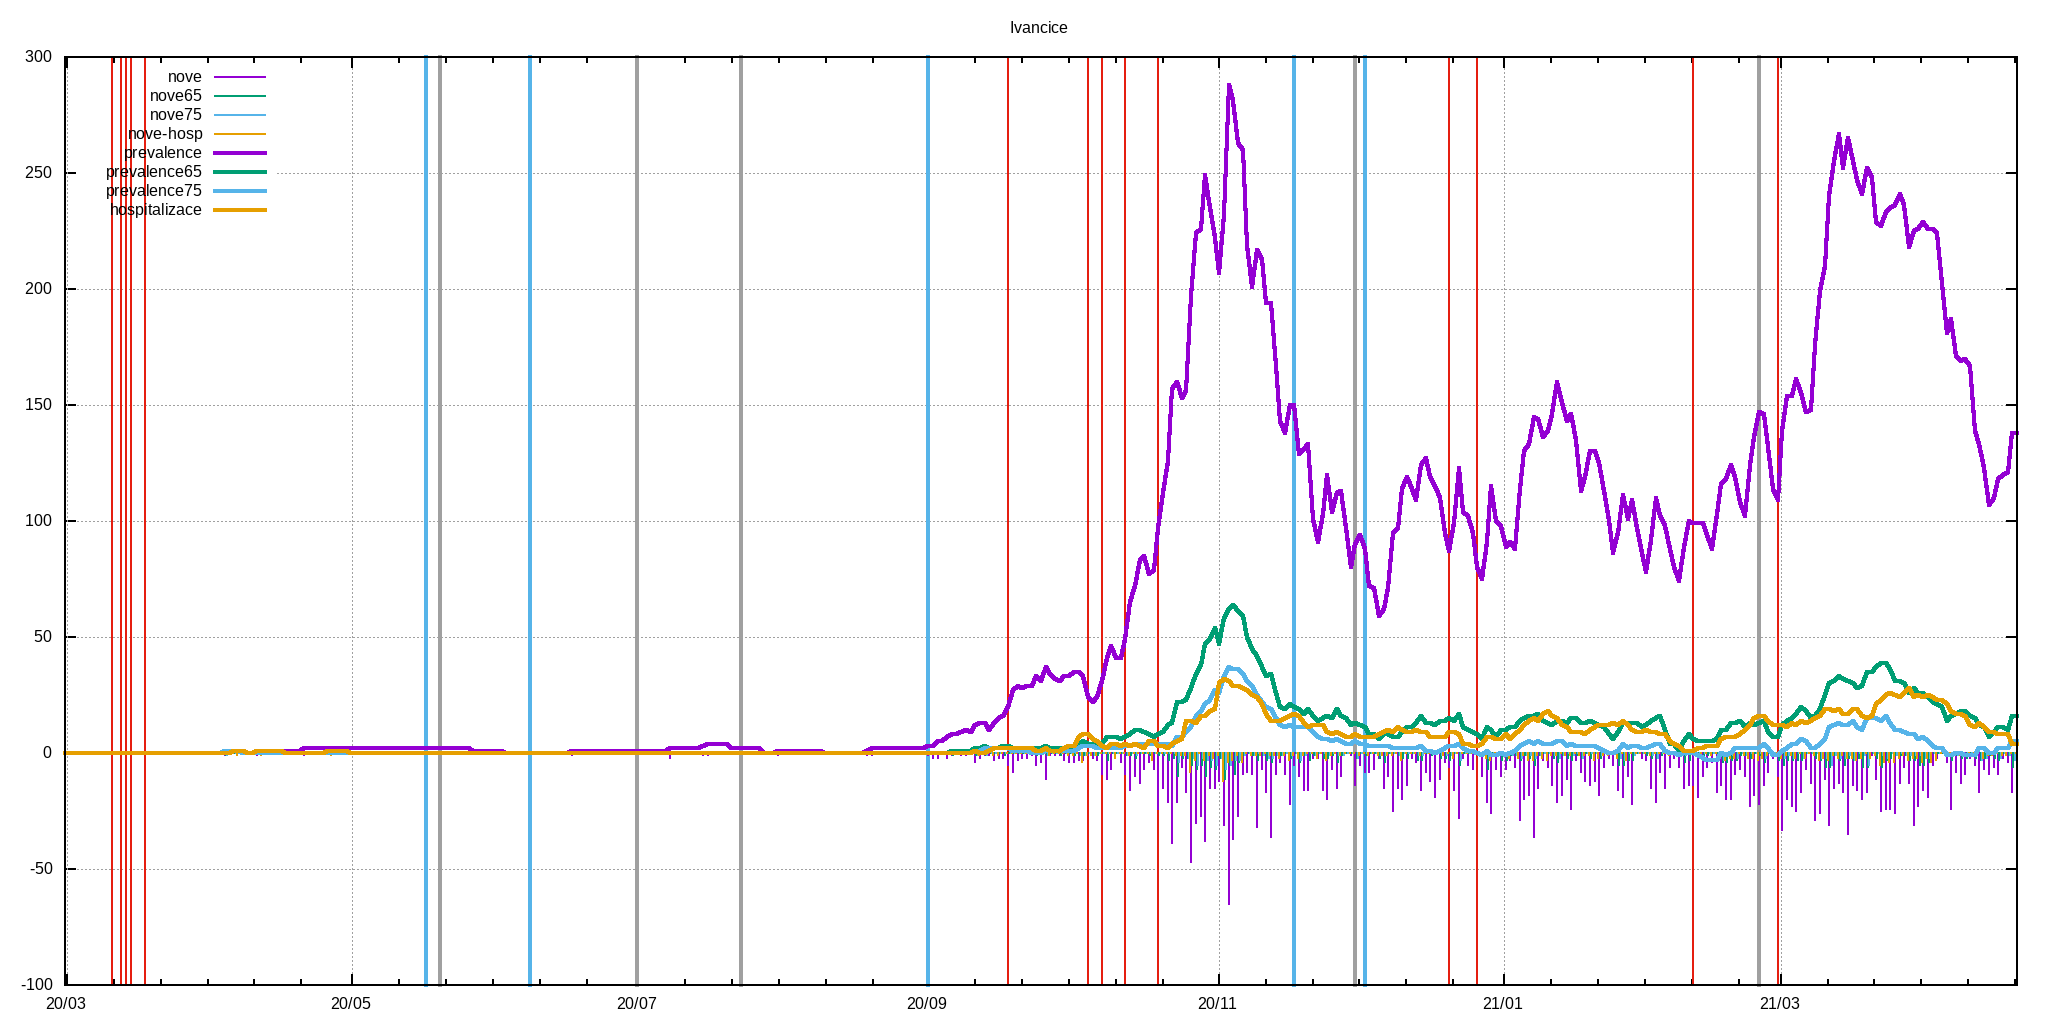 Ivancice
300
250
200
150
100
50
0
-50
-100
nove
nove65
nove75
nove-hosp
prevalence
prevalence65
prevalence75
hospitalizace
20/03 20/05 20/07 20/09 20/11 21/01 21/03